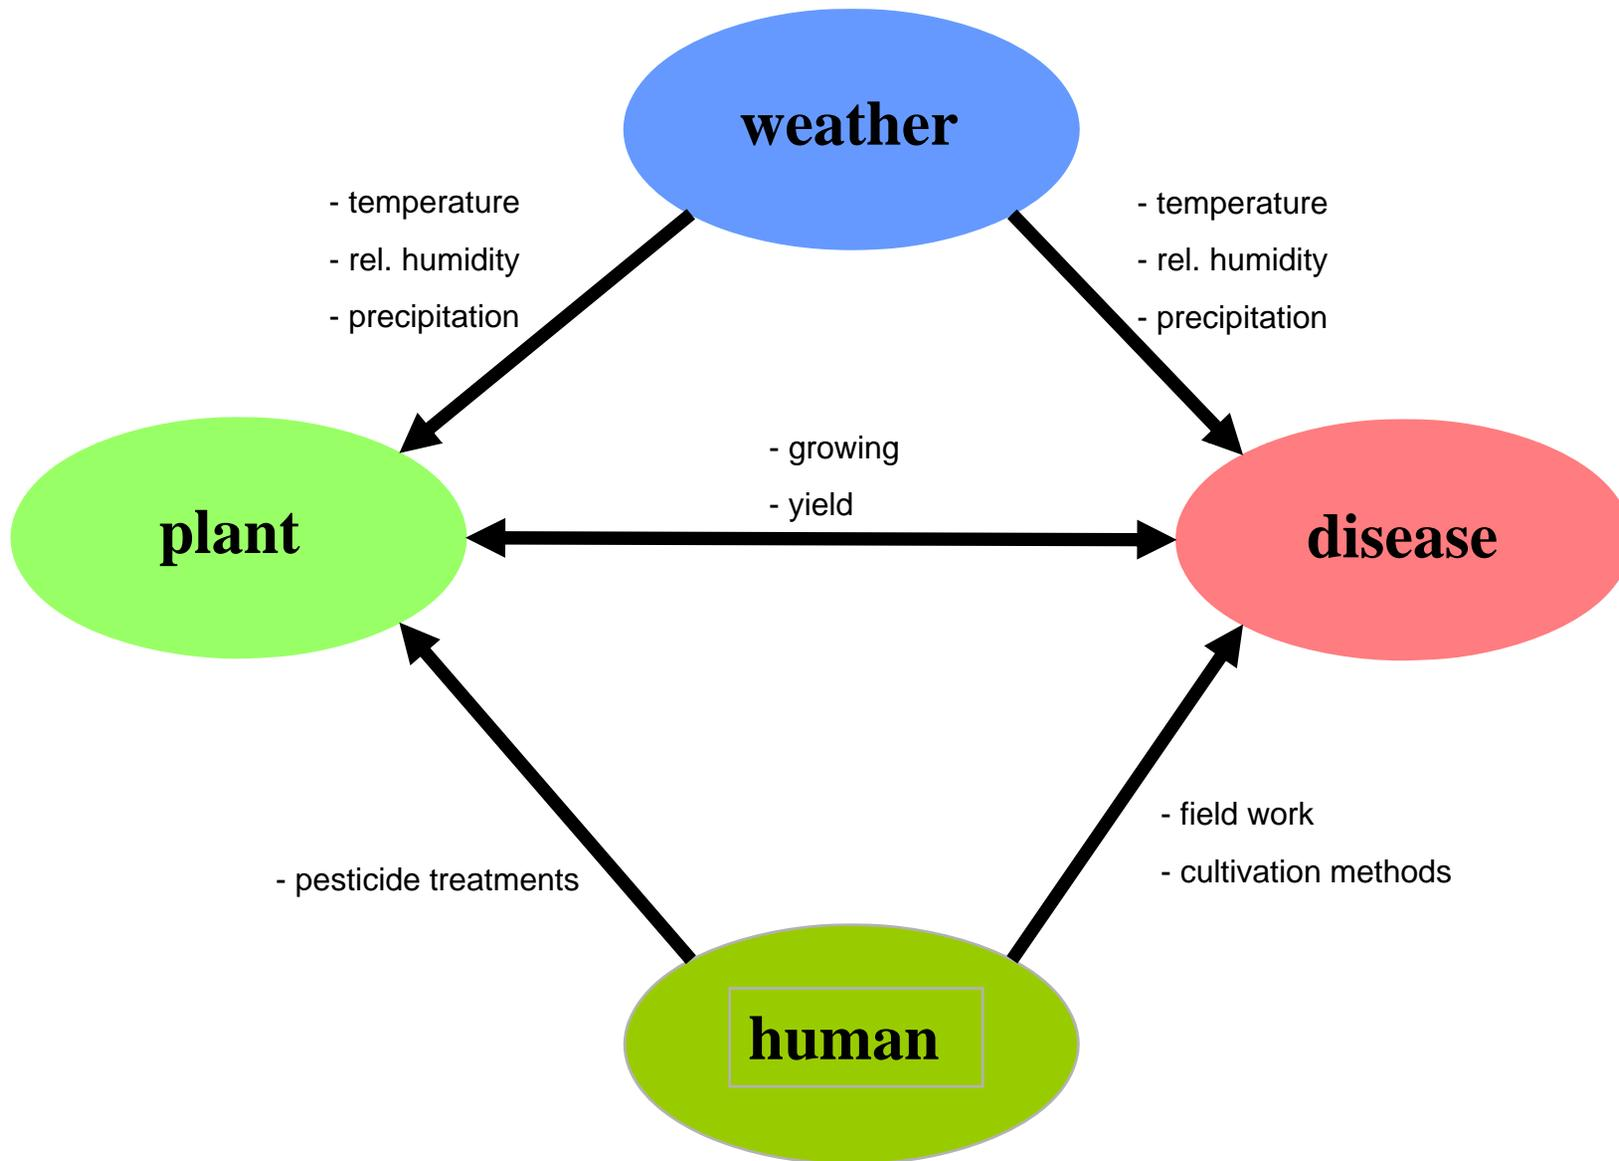 weather
- temperature
- rel. humidity
- precipitation
- temperature
- rel. humidity
- precipitation
- growing
- yield
plant
disease
- pesticide treatments
- field work
- cultivation methods
human